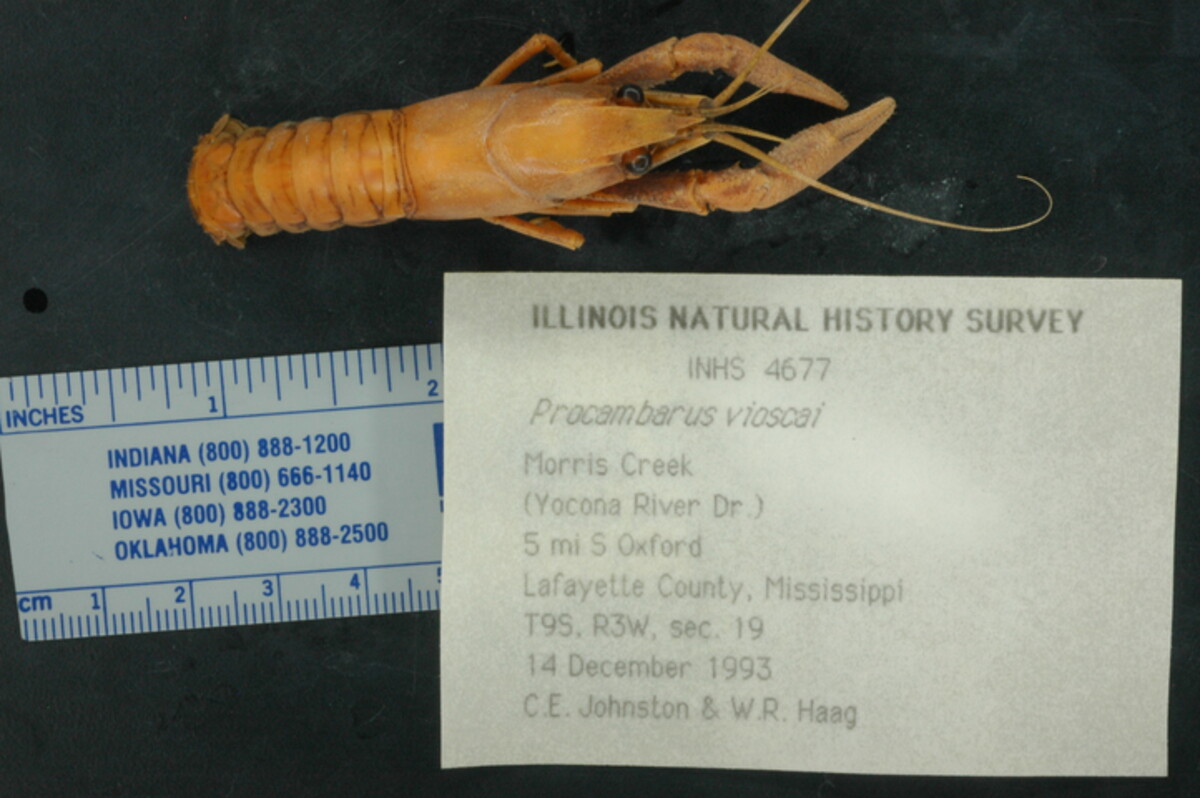 ILLINOIS NATURAL HISTORY SURVEY
INHS 4677
Procambarus vioscai
Morris Creek
(Yocona River Dr.)
5 mi S Oxford
Lafayette County, Mississippi
T9S, R3W, sec. 19
14 December 1993
C.E. Johnston & W.R. Haag
INCHES 1 2
INDIANA (800) 888-1200
MISSOURI (800) 666-1140
IOWA (800) 888-2300
OKLAHOMA (800) 888-2500
cm 1 2 3 4